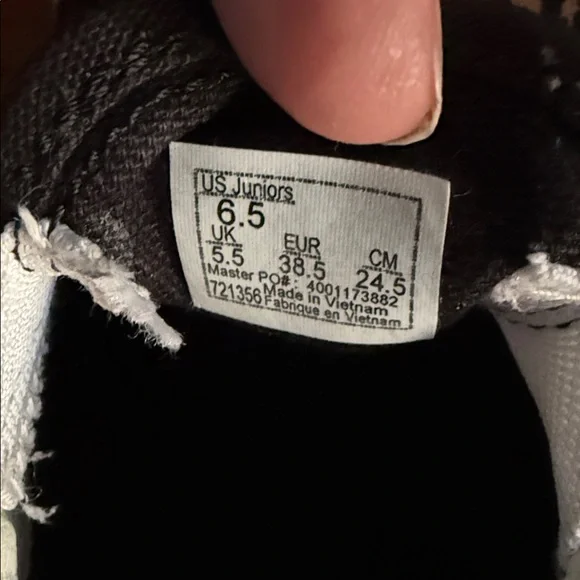 US Juniors
6.5
UK EUR CM
5.5 38.5 24.5
Master PO#: 4001173882
Made in Vietnam
721356 Fabrique en Vietnam